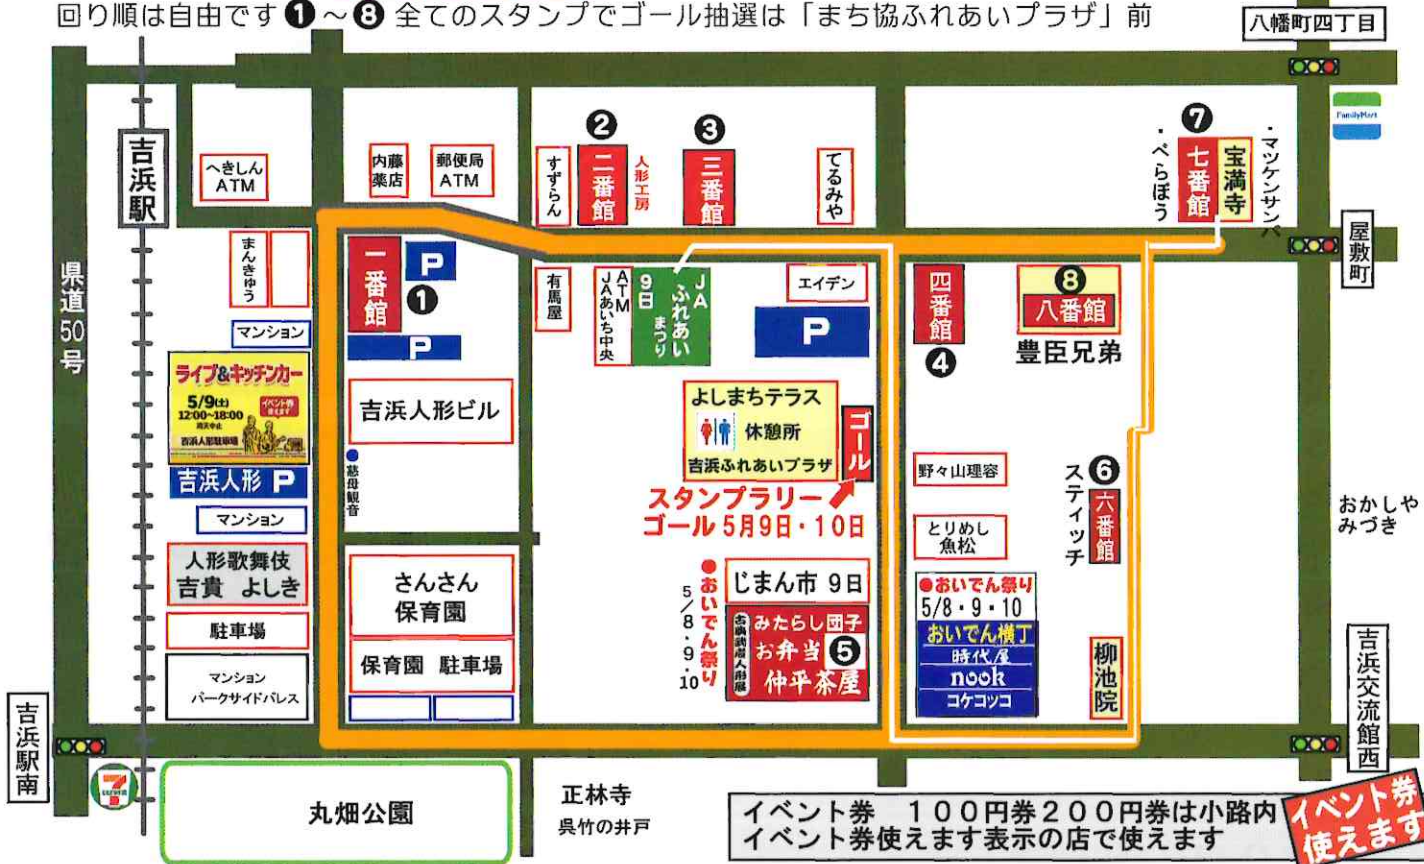 回り順は自由です❶～❽全てのスタンプでゴール抽選は「まち協ふれあいプラザ」前
八幡町四丁目
FamilyMart
吉浜駅
へきしん
ATM
内藤
薬店
郵便局
ATM
すずらん
❷
二番館
人形工房
❸
三番館
てるみや
・べらぼう
❼
七番館
宝満寺
・マツケンサンバ
屋敷町
県道50号
まんきゅう
一番館
P
❶
P
有馬屋
ATM
JAあいち中央
9日
JA
ふれあい
まつり
エイデン
P
四番館
❹
❽
八番館
豊臣兄弟
マンション
ライブ&キッチンカー
5/9(土)
12:00~18:00
雨天中止
イベント券
使えます
吉浜人形駐車場
吉浜人形 P
マンション
吉浜人形ビル
●慈母観音
よしまちテラス
休憩所
吉浜ふれあいプラザ
ゴール
スタンプラリー
ゴール 5月9日・10日
野々山理容
とりめし
魚松
スティッチ
❻
六番館
おかしや
みづき
人形歌舞伎
吉貴 よしき
駐車場
マンション
パークサイドパレス
さんさん
保育園
保育園 駐車場
●おいでん祭り
5/8・9・10
じまん市 9日
みたらし団子
お弁当 ❺
仲平茶屋
●おいでん祭り
5/8・9・10
おいでん横丁
時代屋
nook
コケコッコ
柳池院
吉浜交流館西
吉浜駅南
7
ELEVEN
丸畑公園
正林寺
呉竹の井戸
イベント券 100円券200円券は小路内
イベント券使えます表示の店で使えます
イベント券
使えます